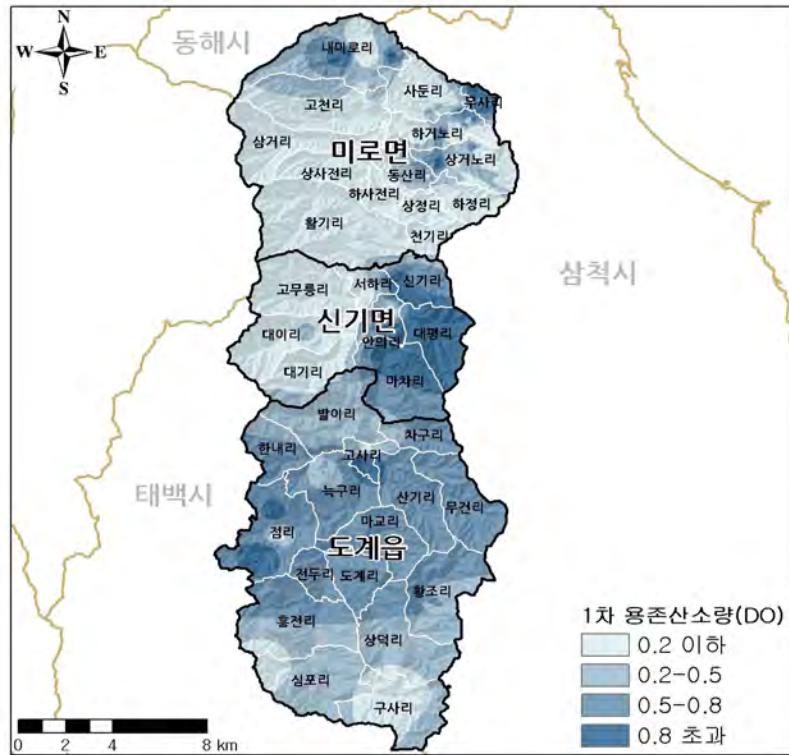 N
W E
S
동해시
내미로리
사둔리
무사리
고천리
하거노리
삼거리
미로면
상거노리
상사전리
동산리
하사전리
상정리
하정리
활기리
천기리
삼척시
고무릉리
서하리
신기리
신기면
대이리
안의리
대평리
대기리
마차리
발이리
차구리
한내리
고사리
태백시
늑구리
산기리
무건리
점리
마교리
도계읍
전두리
도계리
황조리
흥전리
상덕리
심포리
구사리
1차 용존산소량(DO)
0.2 이하
0.2-0.5
0.5-0.8
0.8 초과
0 2 4 8 km